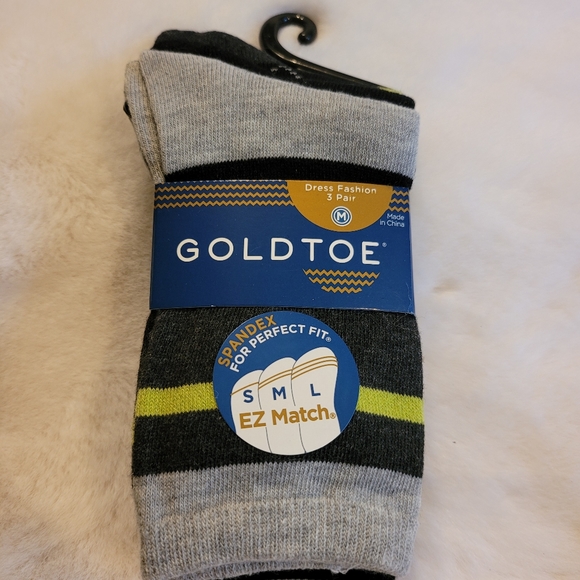 Dress Fashion
3 Pair
M
Made
in China
GOLDTOE®
SPANDEX
FOR PERFECT FIT®
S M L
EZ Match®